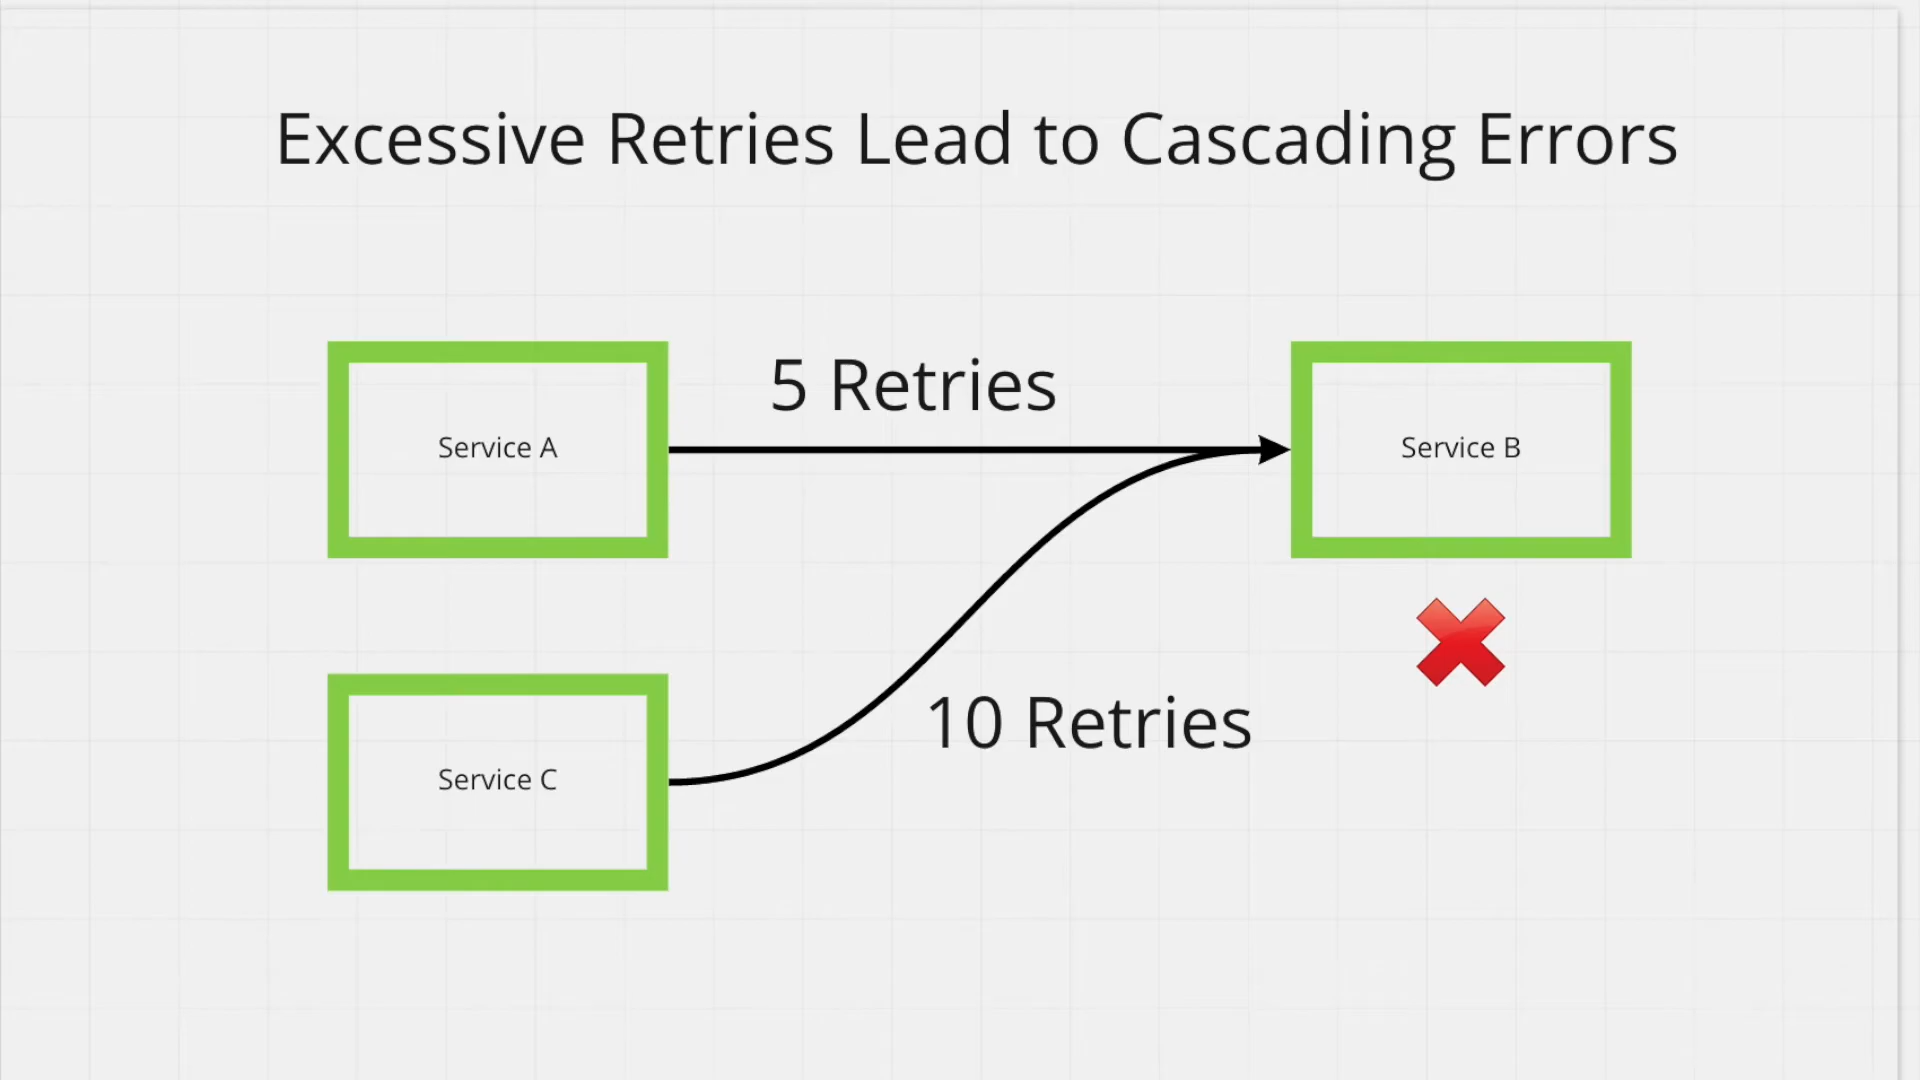 Excessive Retries Lead to Cascading Errors
5 Retries
Service A
Service B
10 Retries
Service C